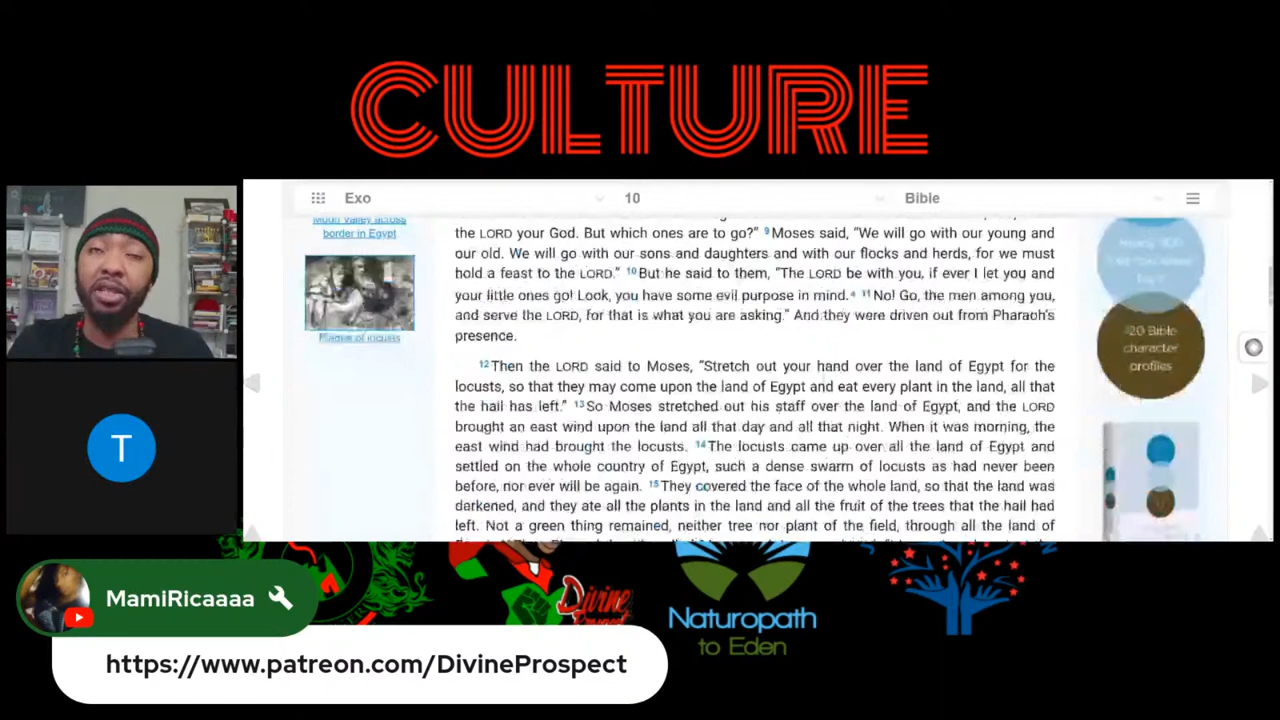 CULTURE
Exo
10
Bible
Moon Valley across
border in Egypt
Plague of locusts
the LORD your God. But which ones are to go?” 9 Moses said, “We will go with our young and
our old. We will go with our sons and daughters and with our flocks and herds, for we must
hold a feast to the LORD.” 10 But he said to them, “The LORD be with you, if ever I let you and
your little ones go! Look, you have some evil purpose in mind. 11 No! Go, the men among you,
and serve the LORD, for that is what you are asking.” And they were driven out from Pharaoh's
presence.
12 Then the LORD said to Moses, “Stretch out your hand over the land of Egypt for the
locusts, so that they may come upon the land of Egypt and eat every plant in the land, all that
the hail has left.” 13 So Moses stretched out his staff over the land of Egypt, and the LORD
brought an east wind upon the land all that day and all that night. When it was morning, the
east wind had brought the locusts. 14 The locusts came up over all the land of Egypt and
settled on the whole country of Egypt, such a dense swarm of locusts as had never been
before, nor ever will be again. 15 They covered the face of the whole land, so that the land was
darkened, and they ate all the plants in the land and all the fruit of the trees that the hail had
left. Not a green thing remained, neither tree nor plant of the field, through all the land of
20 Bible
character
profiles
T
Divine
Naturopath
to Eden
MamiRicaaaa
https://www.patreon.com/DivineProspect